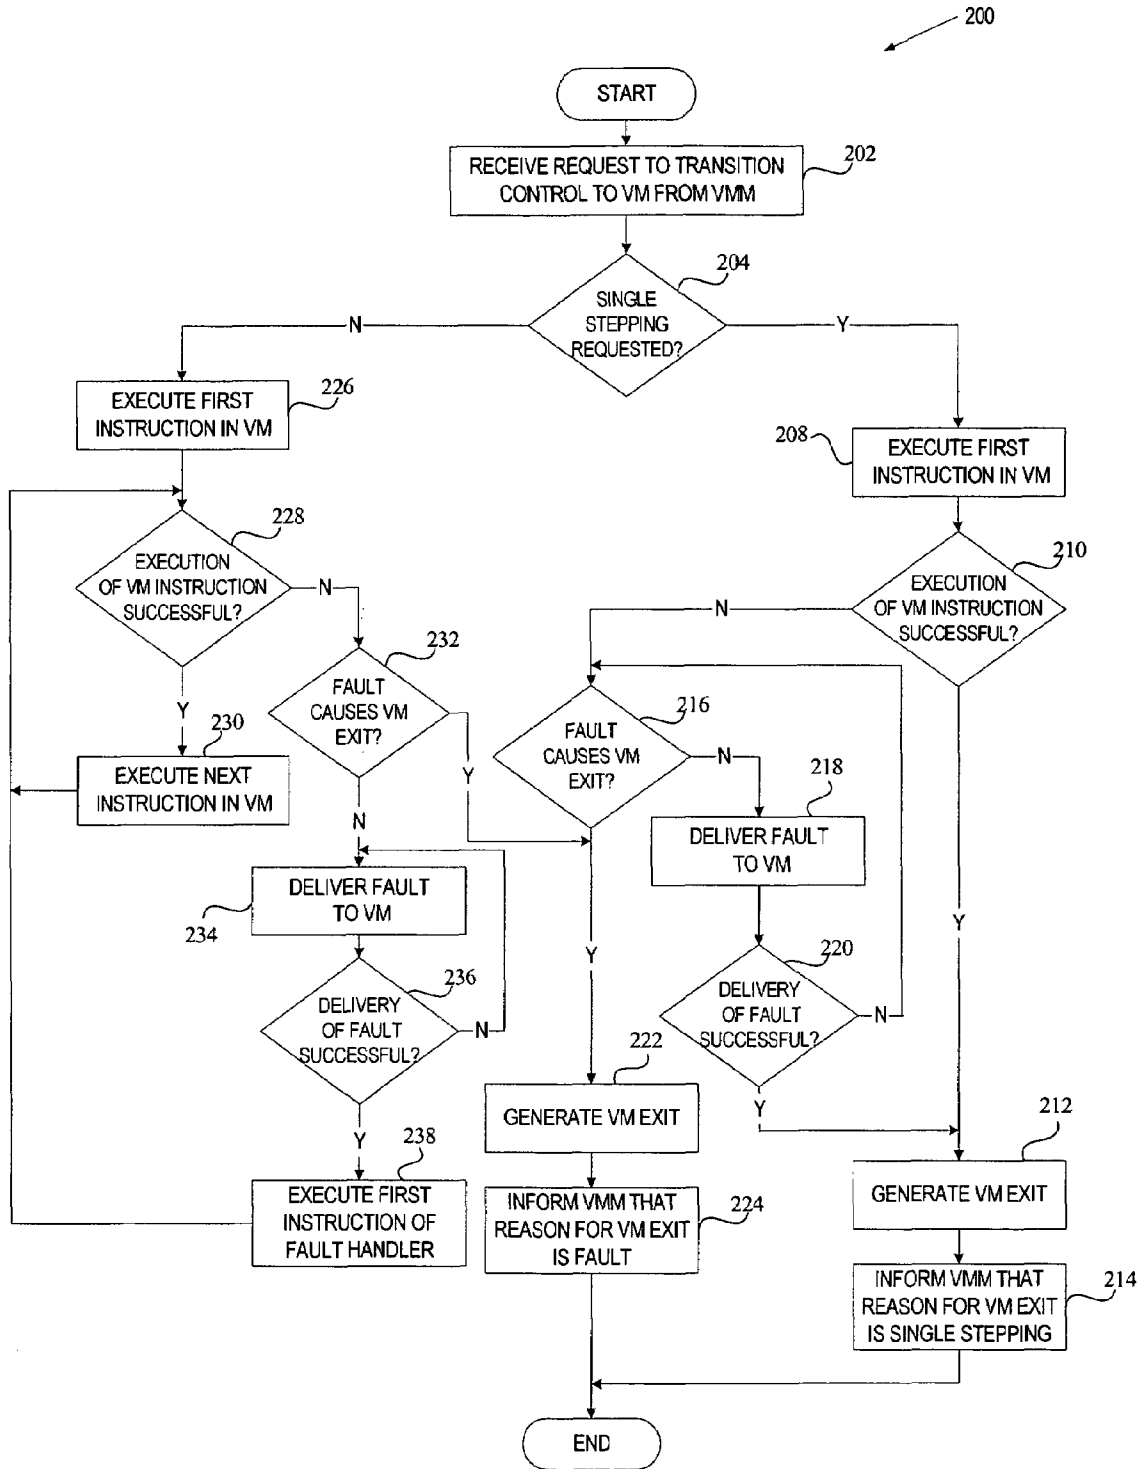 200
START
RECEIVE REQUEST TO TRANSITION
CONTROL TO VM FROM VMM
202
204
SINGLE
STEPPING
REQUESTED?
N
Y
EXECUTE FIRST
INSTRUCTION IN VM
226
208
EXECUTE FIRST
INSTRUCTION IN VM
228
EXECUTION
OF VM INSTRUCTION
SUCCESSFUL?
N
Y
210
EXECUTION
OF VM INSTRUCTION
SUCCESSFUL?
N
Y
232
FAULT
CAUSES VM
EXIT?
Y
N
216
FAULT
CAUSES VM
EXIT?
N
Y
230
EXECUTE NEXT
INSTRUCTION IN VM
218
DELIVER FAULT
TO VM
DELIVER FAULT
TO VM
234
220
DELIVERY
OF FAULT
SUCCESSFUL?
N
Y
236
DELIVERY
OF FAULT
SUCCESSFUL?
N
Y
222
GENERATE VM EXIT
212
GENERATE VM EXIT
238
EXECUTE FIRST
INSTRUCTION OF
FAULT HANDLER
INFORM VMM THAT
REASON FOR VM EXIT
IS FAULT
224
INFORM VMM THAT
REASON FOR VM EXIT
IS SINGLE STEPPING
214
END